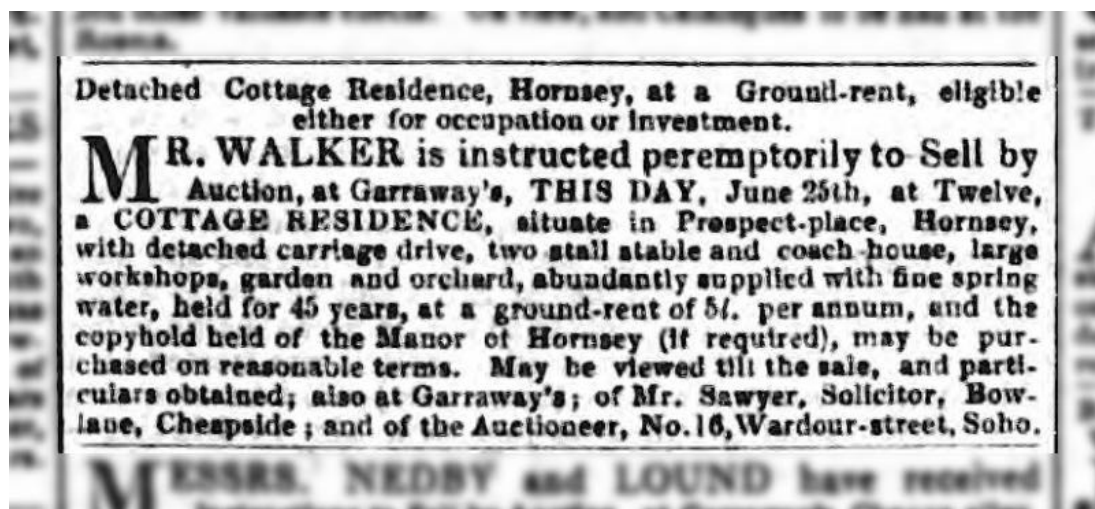 Detached Cottage Residence, Hornsey, at a Ground-rent, eligible
either for occupation or investment.
MR. WALKER is instructed peremptorily to Sell by
Auction, at Garraway's, THIS DAY, June 25th, at Twelve,
a COTTAGE RESIDENCE, situate in Prospect-place, Hornsey,
with detached carriage drive, two stall stable and coach-house, large
workshops, garden and orchard, abundantly supplied with fine spring
water, held for 45 years, at a ground-rent of 5l. per annum, and the
copyhold held of the Manor of Hornsey (if required), may be pur-
chased on reasonable terms. May be viewed till the sale, and parti-
culars obtained; also at Garraway's; of Mr. Sawyer, Solicitor, Bow-
lane, Cheapside; and of the Auctioneer, No. 16, Wardour-street, Soho.
MESSRS. NEDBY and LOUND have received